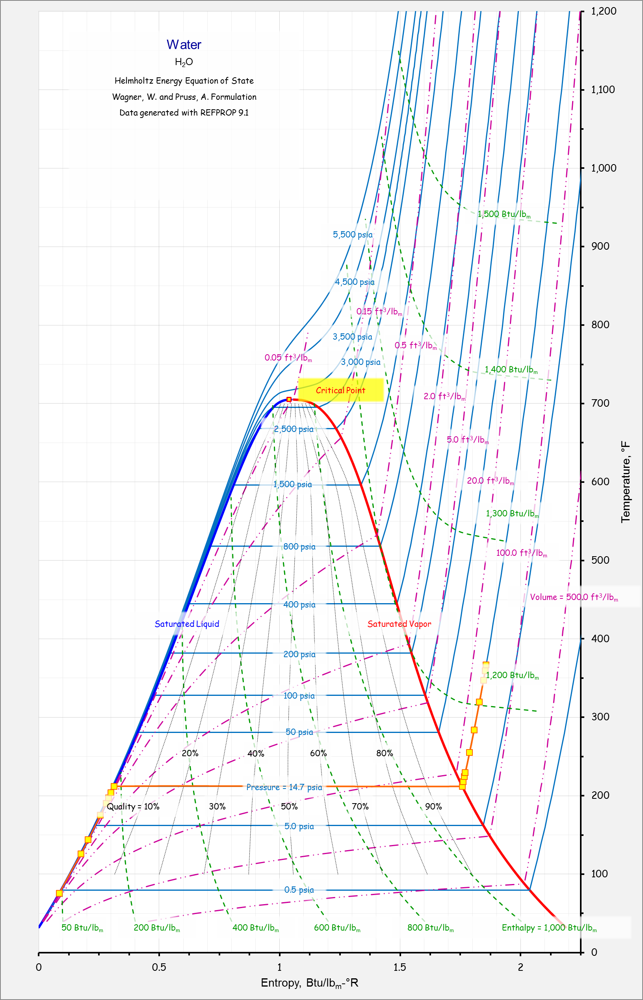 Water
H₂O
Helmholtz Energy Equation of State
Wagner, W. and Pruss, A. Formulation
Data generated with REFPROP 9.1
1,200
1,100
1,000
900
800
700
600
500
400
300
200
100
0
Temperature, °F
1,500 Btu/lbₘ
5,500 psia
4,500 psia
0.15 ft³/lbₘ
3,500 psia
0.5 ft³/lbₘ
0.05 ft³/lbₘ
3,000 psia
1,400 Btu/lbₘ
Critical Point
2.0 ft³/lbₘ
2,500 psia
5.0 ft³/lbₘ
1,500 psia
20.0 ft³/lbₘ
1,300 Btu/lbₘ
800 psia
100.0 ft³/lbₘ
Volume = 500.0 ft³/lbₘ
400 psia
Saturated Liquid
Saturated Vapor
200 psia
1,200 Btu/lbₘ
100 psia
50 psia
20%
40%
60%
80%
Pressure = 14.7 psia
Quality = 10%
30%
50%
70%
90%
5.0 psia
0.5 psia
50 Btu/lbₘ
200 Btu/lbₘ
400 Btu/lbₘ
600 Btu/lbₘ
800 Btu/lbₘ
Enthalpy = 1,000 Btu/lbₘ
0
0.5
1
1.5
2
Entropy, Btu/lbₘ-°R